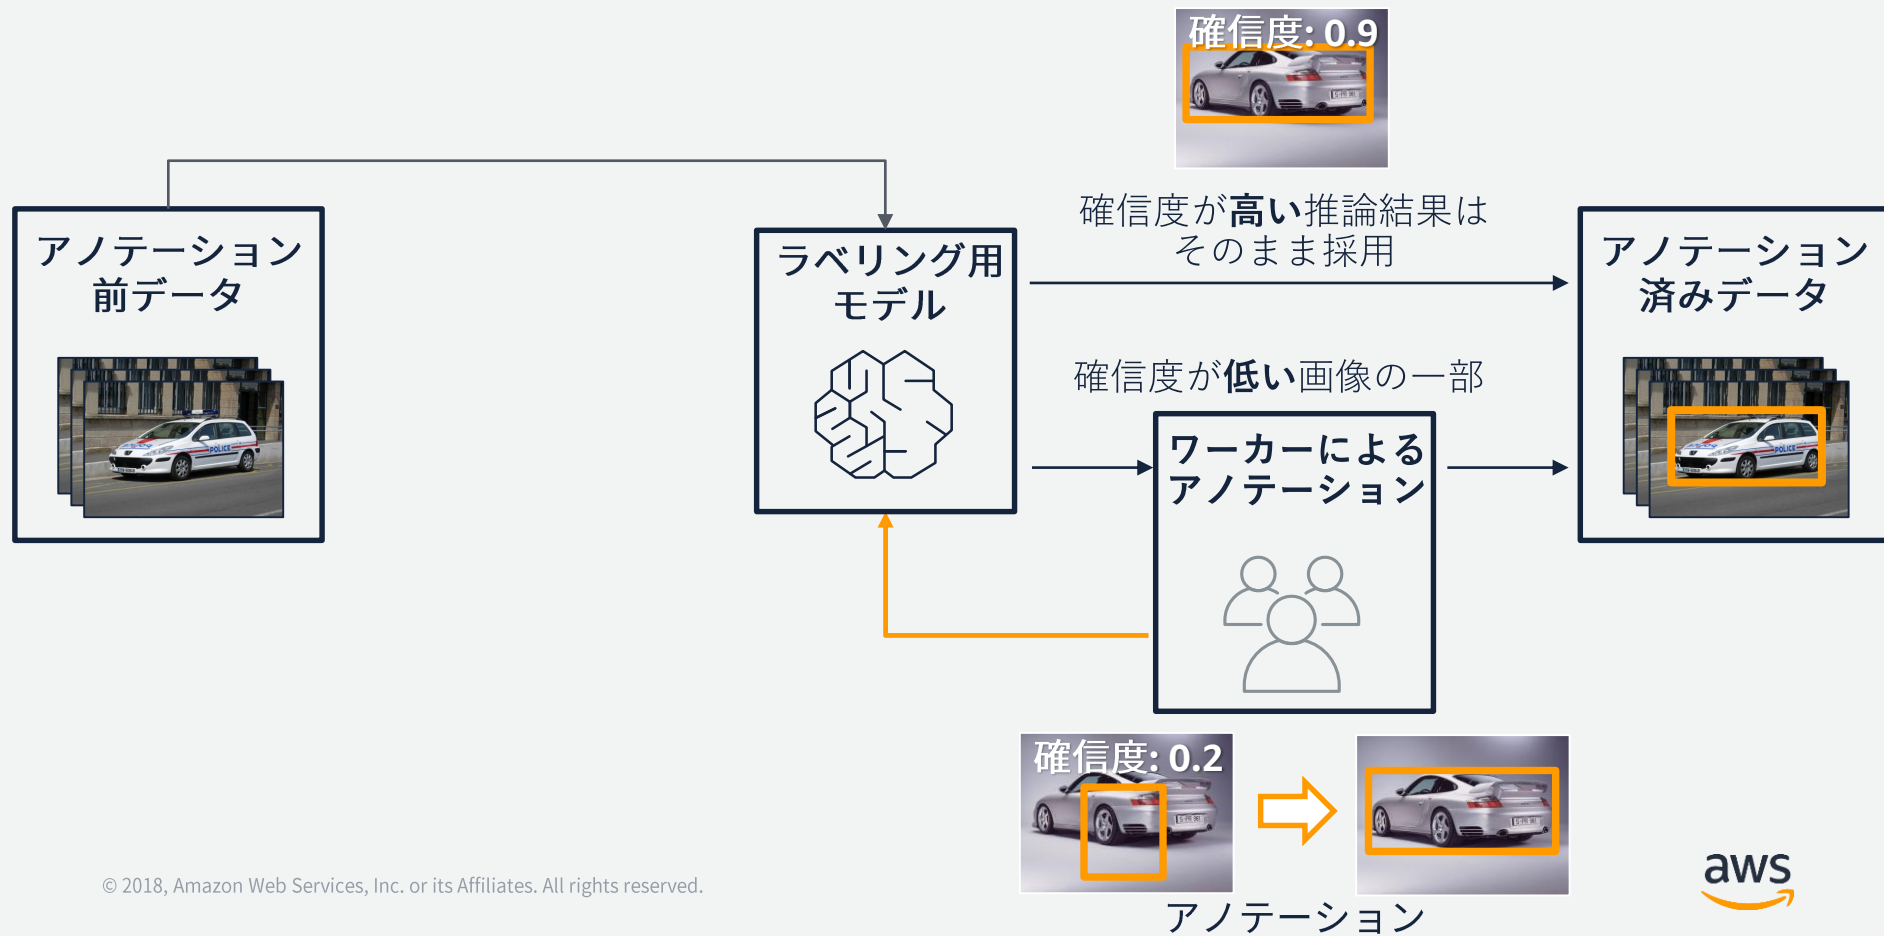 確信度: 0.9
アノテーション
前データ
ラベリング用
モデル
確信度が高い推論結果は
そのまま採用
アノテーション
済みデータ
POLICE
POLICE
確信度が低い画像の一部
ワーカーによる
アノテーション
確信度: 0.2
アノテーション
© 2018, Amazon Web Services, Inc. or its Affiliates. All rights reserved.
aws